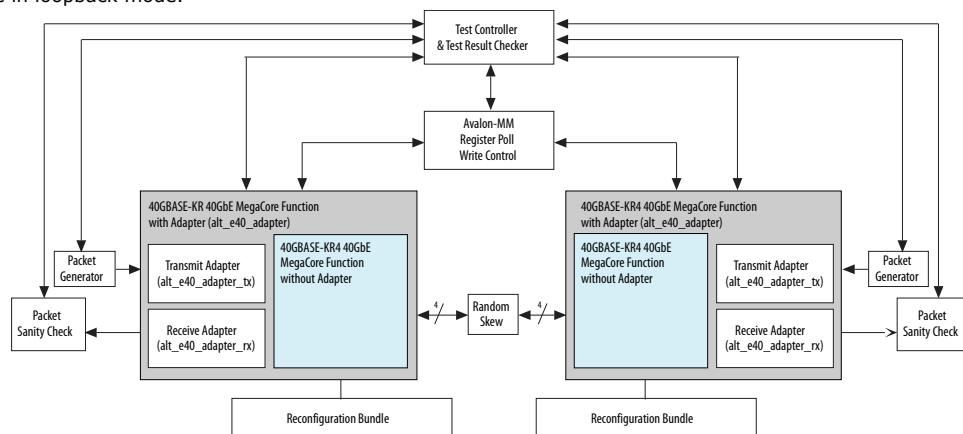 in loopback mode.
Test Controller
& Test Result Checker
Avalon-MM
Register Poll
Write Control
40GBASE-KR 40GbE MegaCore Function
with Adapter (alt_e40_adapter)
40GBASE-KR4 40GbE
MegaCore Function
without Adapter
Packet
Generator
Transmit Adapter
(alt_e40_adapter_tx)
Packet
Sanity Check
Receive Adapter
(alt_e40_adapter_rx)
4
Random
Skew
4
40GBASE-KR4 40GbE MegaCore Function
with Adapter (alt_e40_adapter)
40GBASE-KR4 40GbE
MegaCore Function
without Adapter
Transmit Adapter
(alt_e40_adapter_tx)
Packet
Generator
Receive Adapter
(alt_e40_adapter_rx)
Packet
Sanity Check
Reconfiguration Bundle
Reconfiguration Bundle